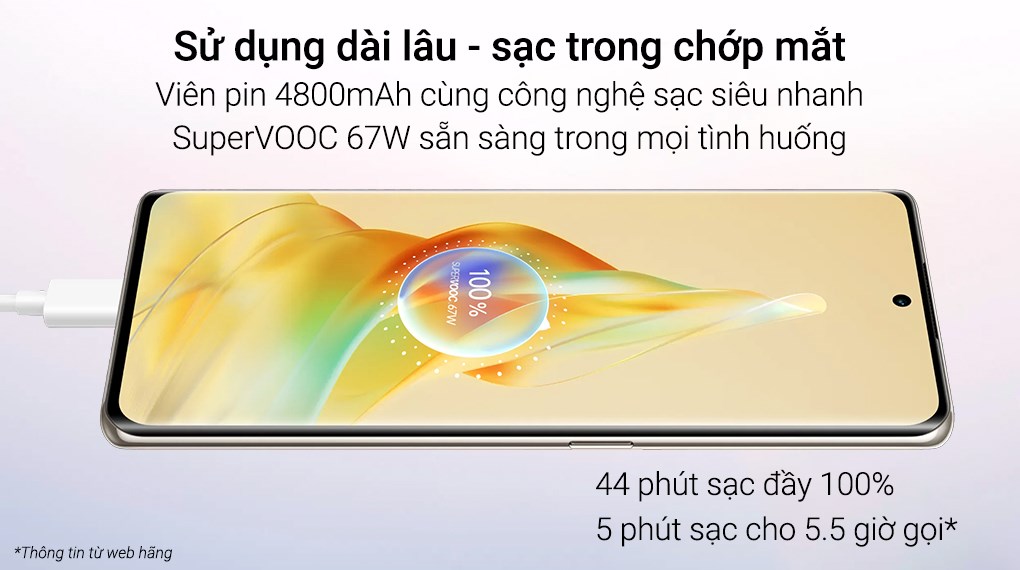 Sử dụng dài lâu - sạc trong chớp mắt
Viên pin 4800mAh cùng công nghệ sạc siêu nhanh
SuperVOOC 67W sẵn sàng trong mọi tình huống
100%
SUPERVOOC 67W
44 phút sạc đầy 100%
5 phút sạc cho 5.5 giờ gọi*
*Thông tin từ web hãng